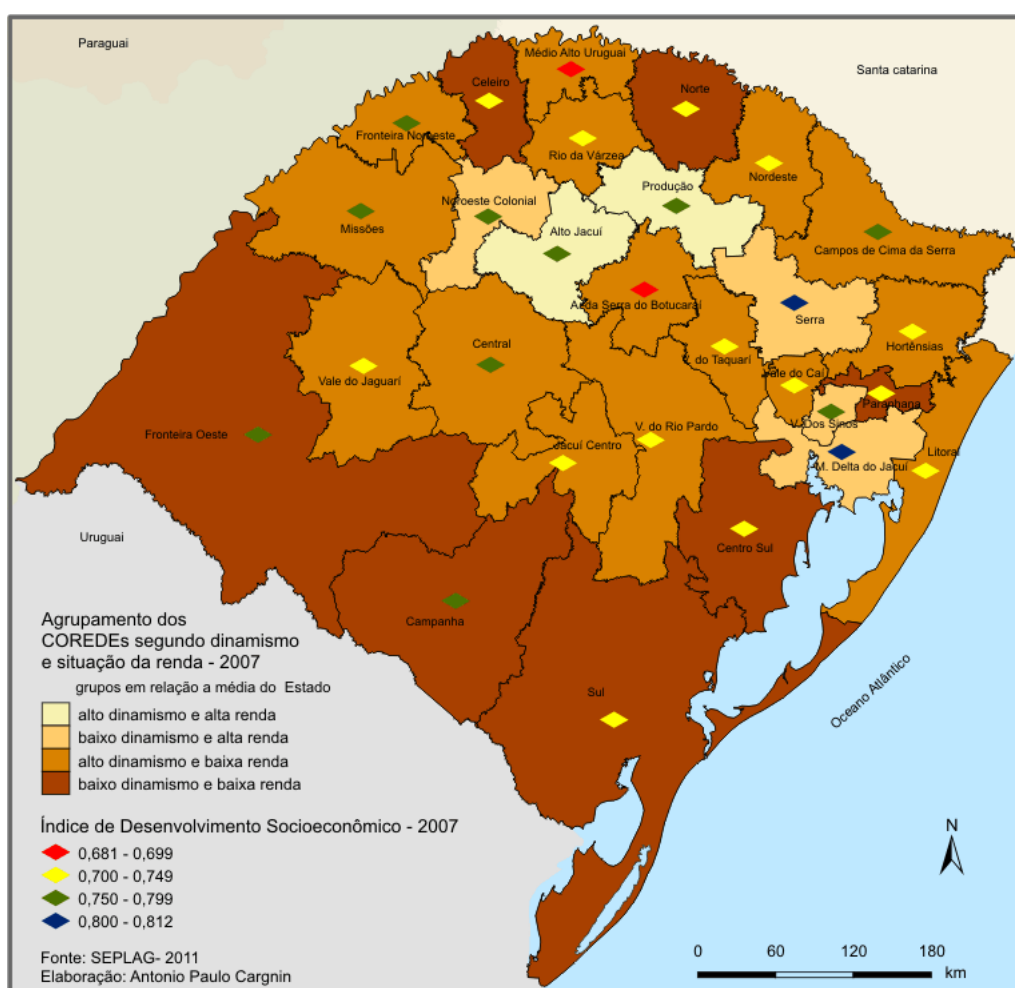 Paraguai
Santa catarina
Médio Alto Uruguai
Celeiro
Norte
Fronteira Noroeste
Rio da Várzea
Nordeste
Produção
Noroeste Colonial
Missões
Alto Jacuí
Campos de Cima da Serra
A. da Serra do Botucaraí
Serra
Central
Hortênsias
V. do Taquarí
Vale do Jaguarí
Vale do Caí
Paranhana
V. Dos Sinos
Fronteira Oeste
V. do Rio Pardo
Jacuí Centro
Litoral
M. Delta do Jacuí
Uruguai
Centro Sul
Campanha
Sul
Oceano Atlântico
Agrupamento dos
COREDEs segundo dinamismo
e situação da renda - 2007
grupos em relação a média do Estado
alto dinamismo e alta renda
baixo dinamismo e alta renda
alto dinamismo e baixa renda
baixo dinamismo e baixa renda
Índice de Desenvolvimento Socioeconômico - 2007
0,681 - 0,699
0,700 - 0,749
0,750 - 0,799
0,800 - 0,812
Fonte: SEPLAG- 2011
Elaboração: Antonio Paulo Cargnin
N
0 60 120 180
km